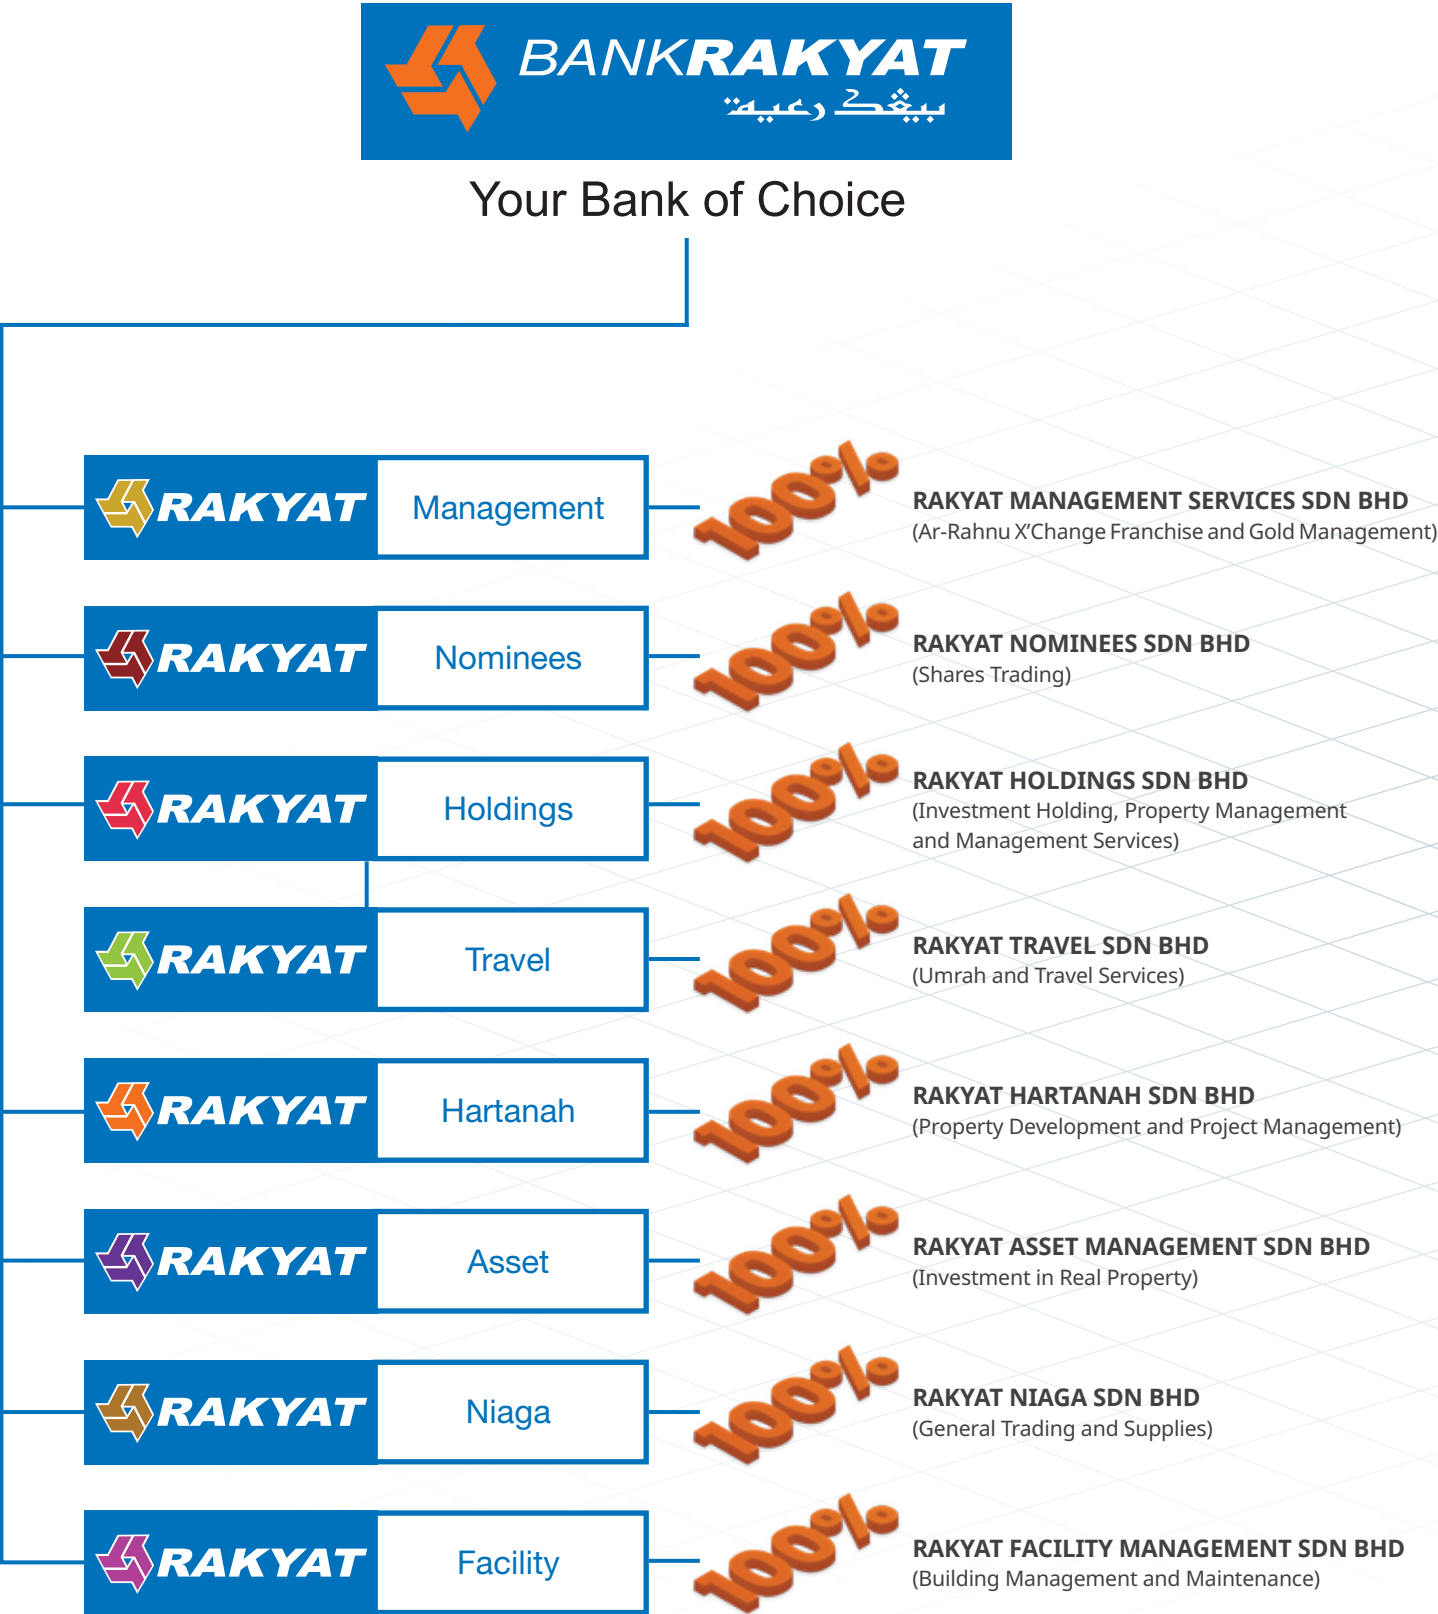 BANKRAKYAT
بيڠک رعية
Your Bank of Choice
RAKYAT Management 100% RAKYAT MANAGEMENT SERVICES SDN BHD
(Ar-Rahnu X’Change Franchise and Gold Management)
RAKYAT Nominees 100% RAKYAT NOMINEES SDN BHD
(Shares Trading)
RAKYAT Holdings 100% RAKYAT HOLDINGS SDN BHD
(Investment Holding, Property Management
and Management Services)
RAKYAT Travel 100% RAKYAT TRAVEL SDN BHD
(Umrah and Travel Services)
RAKYAT Hartanah 100% RAKYAT HARTANAH SDN BHD
(Property Development and Project Management)
RAKYAT Asset 100% RAKYAT ASSET MANAGEMENT SDN BHD
(Investment in Real Property)
RAKYAT Niaga 100% RAKYAT NIAGA SDN BHD
(General Trading and Supplies)
RAKYAT Facility 100% RAKYAT FACILITY MANAGEMENT SDN BHD
(Building Management and Maintenance)